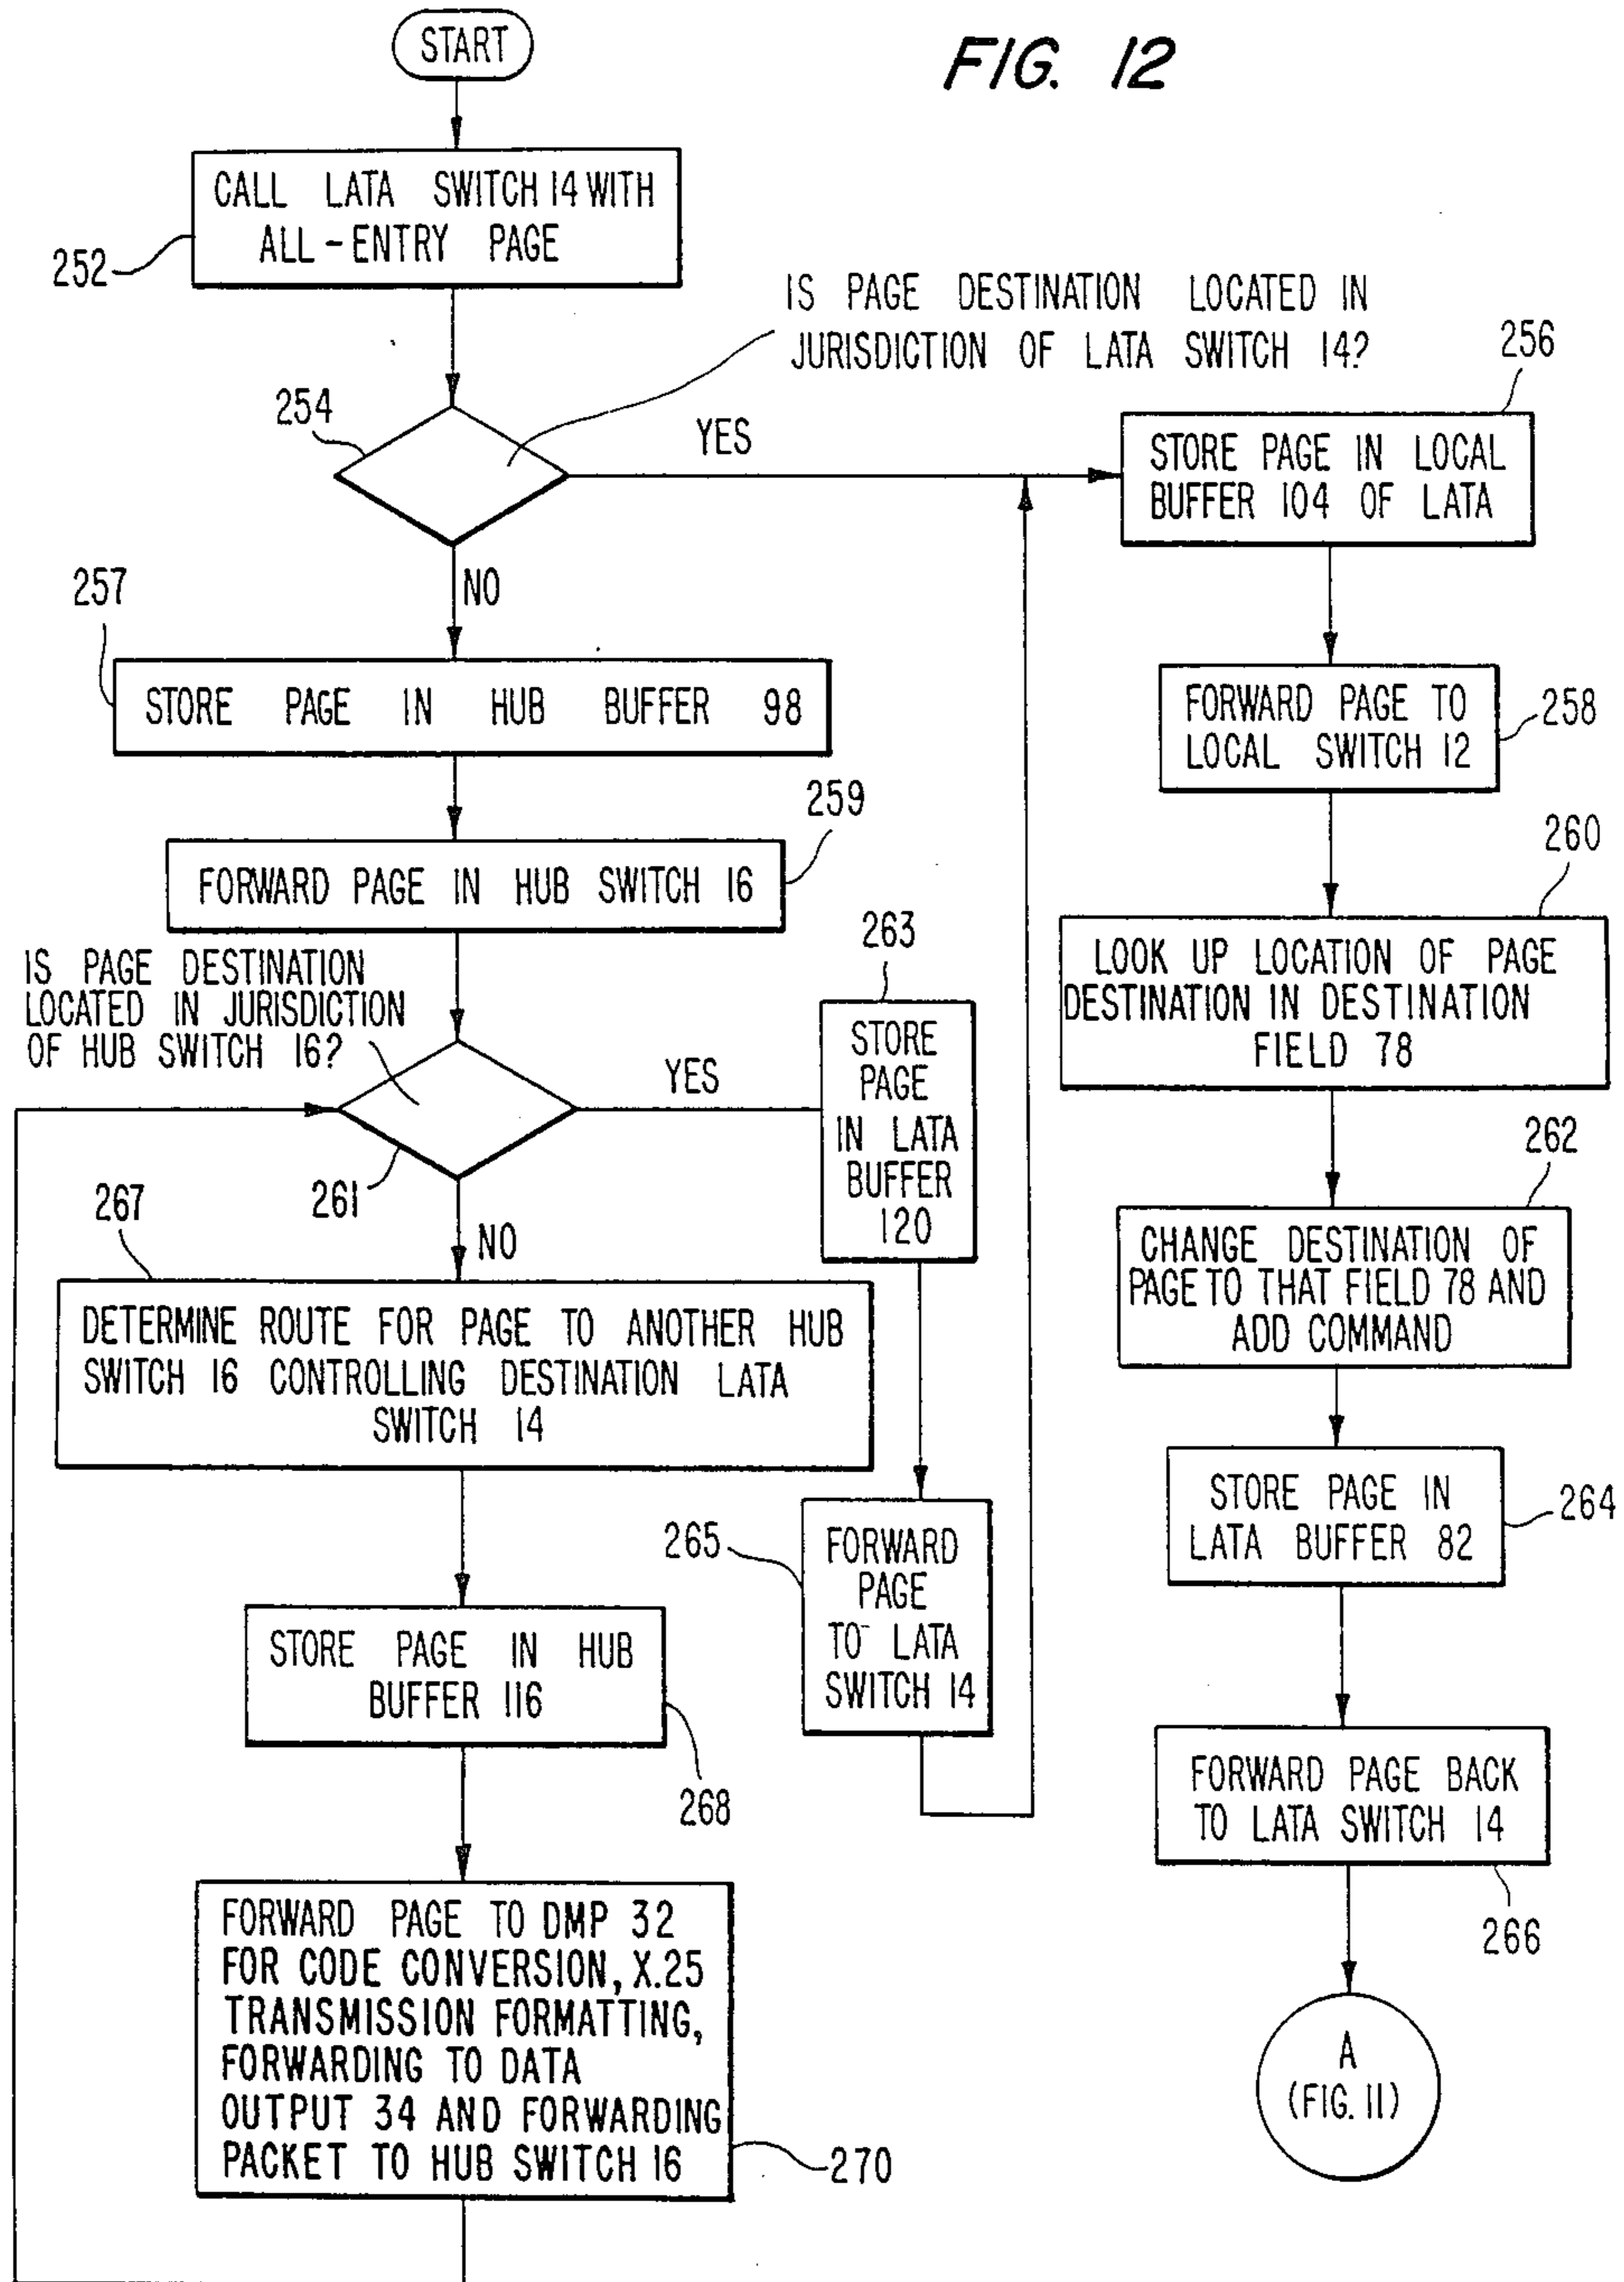 FIG. 12
START
CALL LATA SWITCH 14 WITH
ALL-ENTRY PAGE
252
IS PAGE DESTINATION LOCATED IN
JURISDICTION OF LATA SWITCH 14?
254
YES
NO
256
STORE PAGE IN LOCAL
BUFFER 104 OF LATA
257
STORE PAGE IN HUB BUFFER 98
FORWARD PAGE TO
LOCAL SWITCH 12
258
259
FORWARD PAGE IN HUB SWITCH 16
260
LOOK UP LOCATION OF PAGE
DESTINATION IN DESTINATION
FIELD 78
IS PAGE DESTINATION
LOCATED IN JURISDICTION
OF HUB SWITCH 16?
261
YES
NO
263
STORE
PAGE
IN LATA
BUFFER
120
262
CHANGE DESTINATION OF
PAGE TO THAT FIELD 78 AND
ADD COMMAND
267
DETERMINE ROUTE FOR PAGE TO ANOTHER HUB
SWITCH 16 CONTROLLING DESTINATION LATA
SWITCH 14
STORE PAGE IN
LATA BUFFER 82
264
265
FORWARD
PAGE
TO LATA
SWITCH 14
STORE PAGE IN HUB
BUFFER 116
268
FORWARD PAGE BACK
TO LATA SWITCH 14
266
FORWARD PAGE TO DMP 32
FOR CODE CONVERSION, X.25
TRANSMISSION FORMATTING,
FORWARDING TO DATA
OUTPUT 34 AND FORWARDING
PACKET TO HUB SWITCH 16
270
A
(FIG. 11)